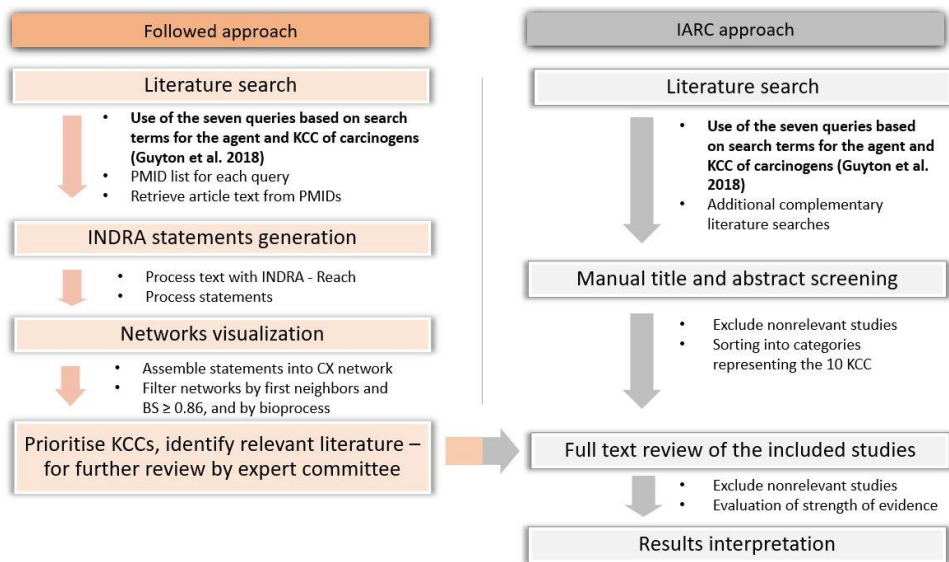 Followed approach
Literature search
• Use of the seven queries based on search
terms for the agent and KCC of carcinogens
(Guyton et al. 2018)
• PMID list for each query
• Retrieve article text from PMIDs
INDRA statements generation
• Process text with INDRA - Reach
• Process statements
Networks visualization
• Assemble statements into CX network
• Filter networks by first neighbors and
BS ≥ 0.86, and by bioprocess
Prioritise KCCs, identify relevant literature –
for further review by expert committee
IARC approach
Literature search
• Use of the seven queries based
on search terms for the agent and
KCC of carcinogens (Guyton et al.
2018)
• Additional complementary
literature searches
Manual title and abstract screening
• Exclude nonrelevant studies
• Sorting into categories
representing the 10 KCC
Full text review of the included studies
• Exclude nonrelevant studies
• Evaluation of strength of evidence
Results interpretation